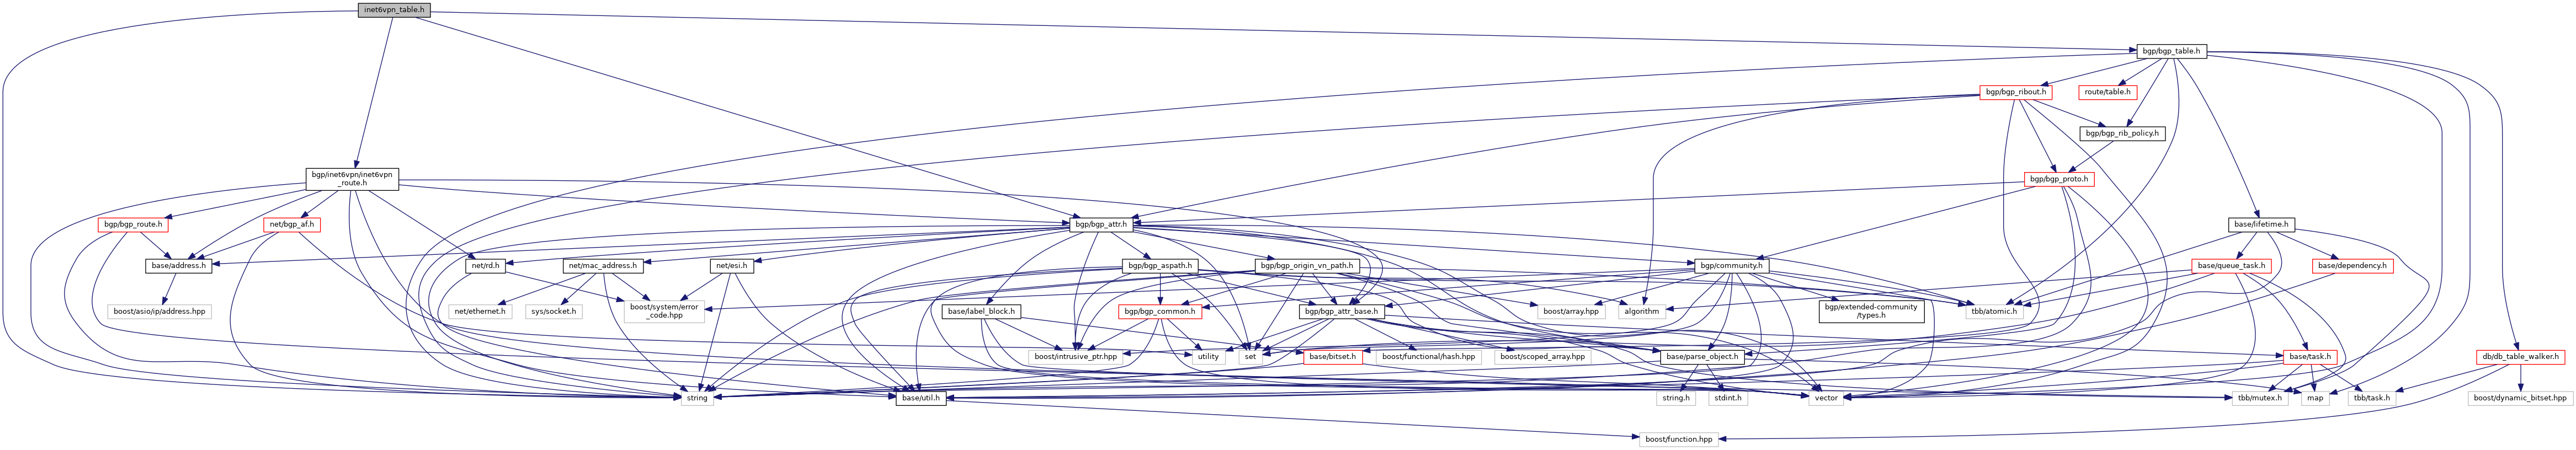 inet6vpn_table.h
bgp/bgp_table.h
bgp/bgp_ribout.h
route/table.h
bgp/bgp_rib_policy.h
bgp/inet6vpn/inet6vpn
_route.h
bgp/bgp_proto.h
bgp/bgp_route.h
net/bgp_af.h
bgp/bgp_attr.h
base/lifetime.h
base/address.h
net/rd.h
net/mac_address.h
net/esi.h
bgp/bgp_aspath.h
bgp/bgp_origin_vn_path.h
bgp/community.h
base/queue_task.h
base/dependency.h
boost/asio/ip/address.hpp
net/ethernet.h
sys/socket.h
boost/system/error
_code.hpp
base/label_block.h
bgp/bgp_common.h
bgp/bgp_attr_base.h
boost/array.hpp
algorithm
bgp/extended-community
/types.h
tbb/atomic.h
boost/intrusive_ptr.hpp
utility
set
base/bitset.h
boost/functional/hash.hpp
boost/scoped_array.hpp
base/parse_object.h
base/task.h
db/db_table_walker.h
string
base/util.h
string.h
stdint.h
vector
tbb/mutex.h
map
tbb/task.h
boost/dynamic_bitset.hpp
boost/function.hpp